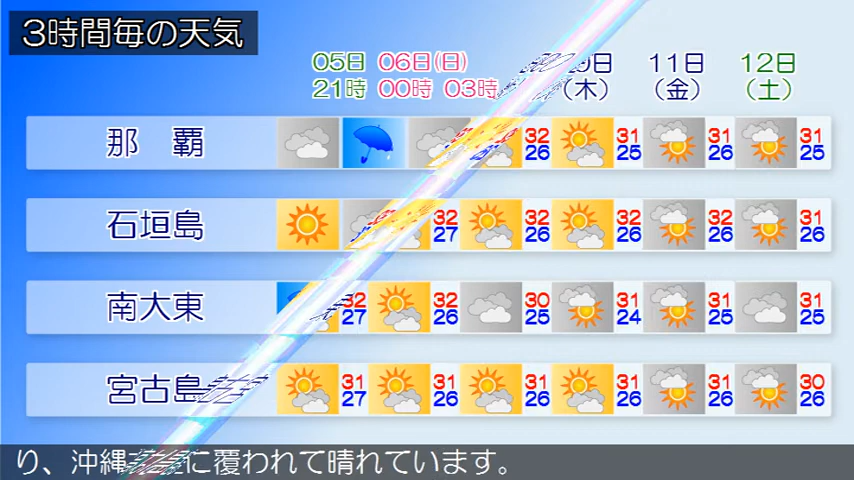 3時間毎の天気
05日 06日(日) 9日 11日 12日
21時 00時 03時 (木) (金) (土)
那 覇 32 31 31 31
26 25 26 25
石垣島 32 32 32 32 31
27 26 26 26 26
南大東 32 32 30 31 31 31
27 26 25 24 25 25
宮古島 31 31 31 31 31 30
27 26 26 26 26 26
り、沖縄 に覆われて晴れています。